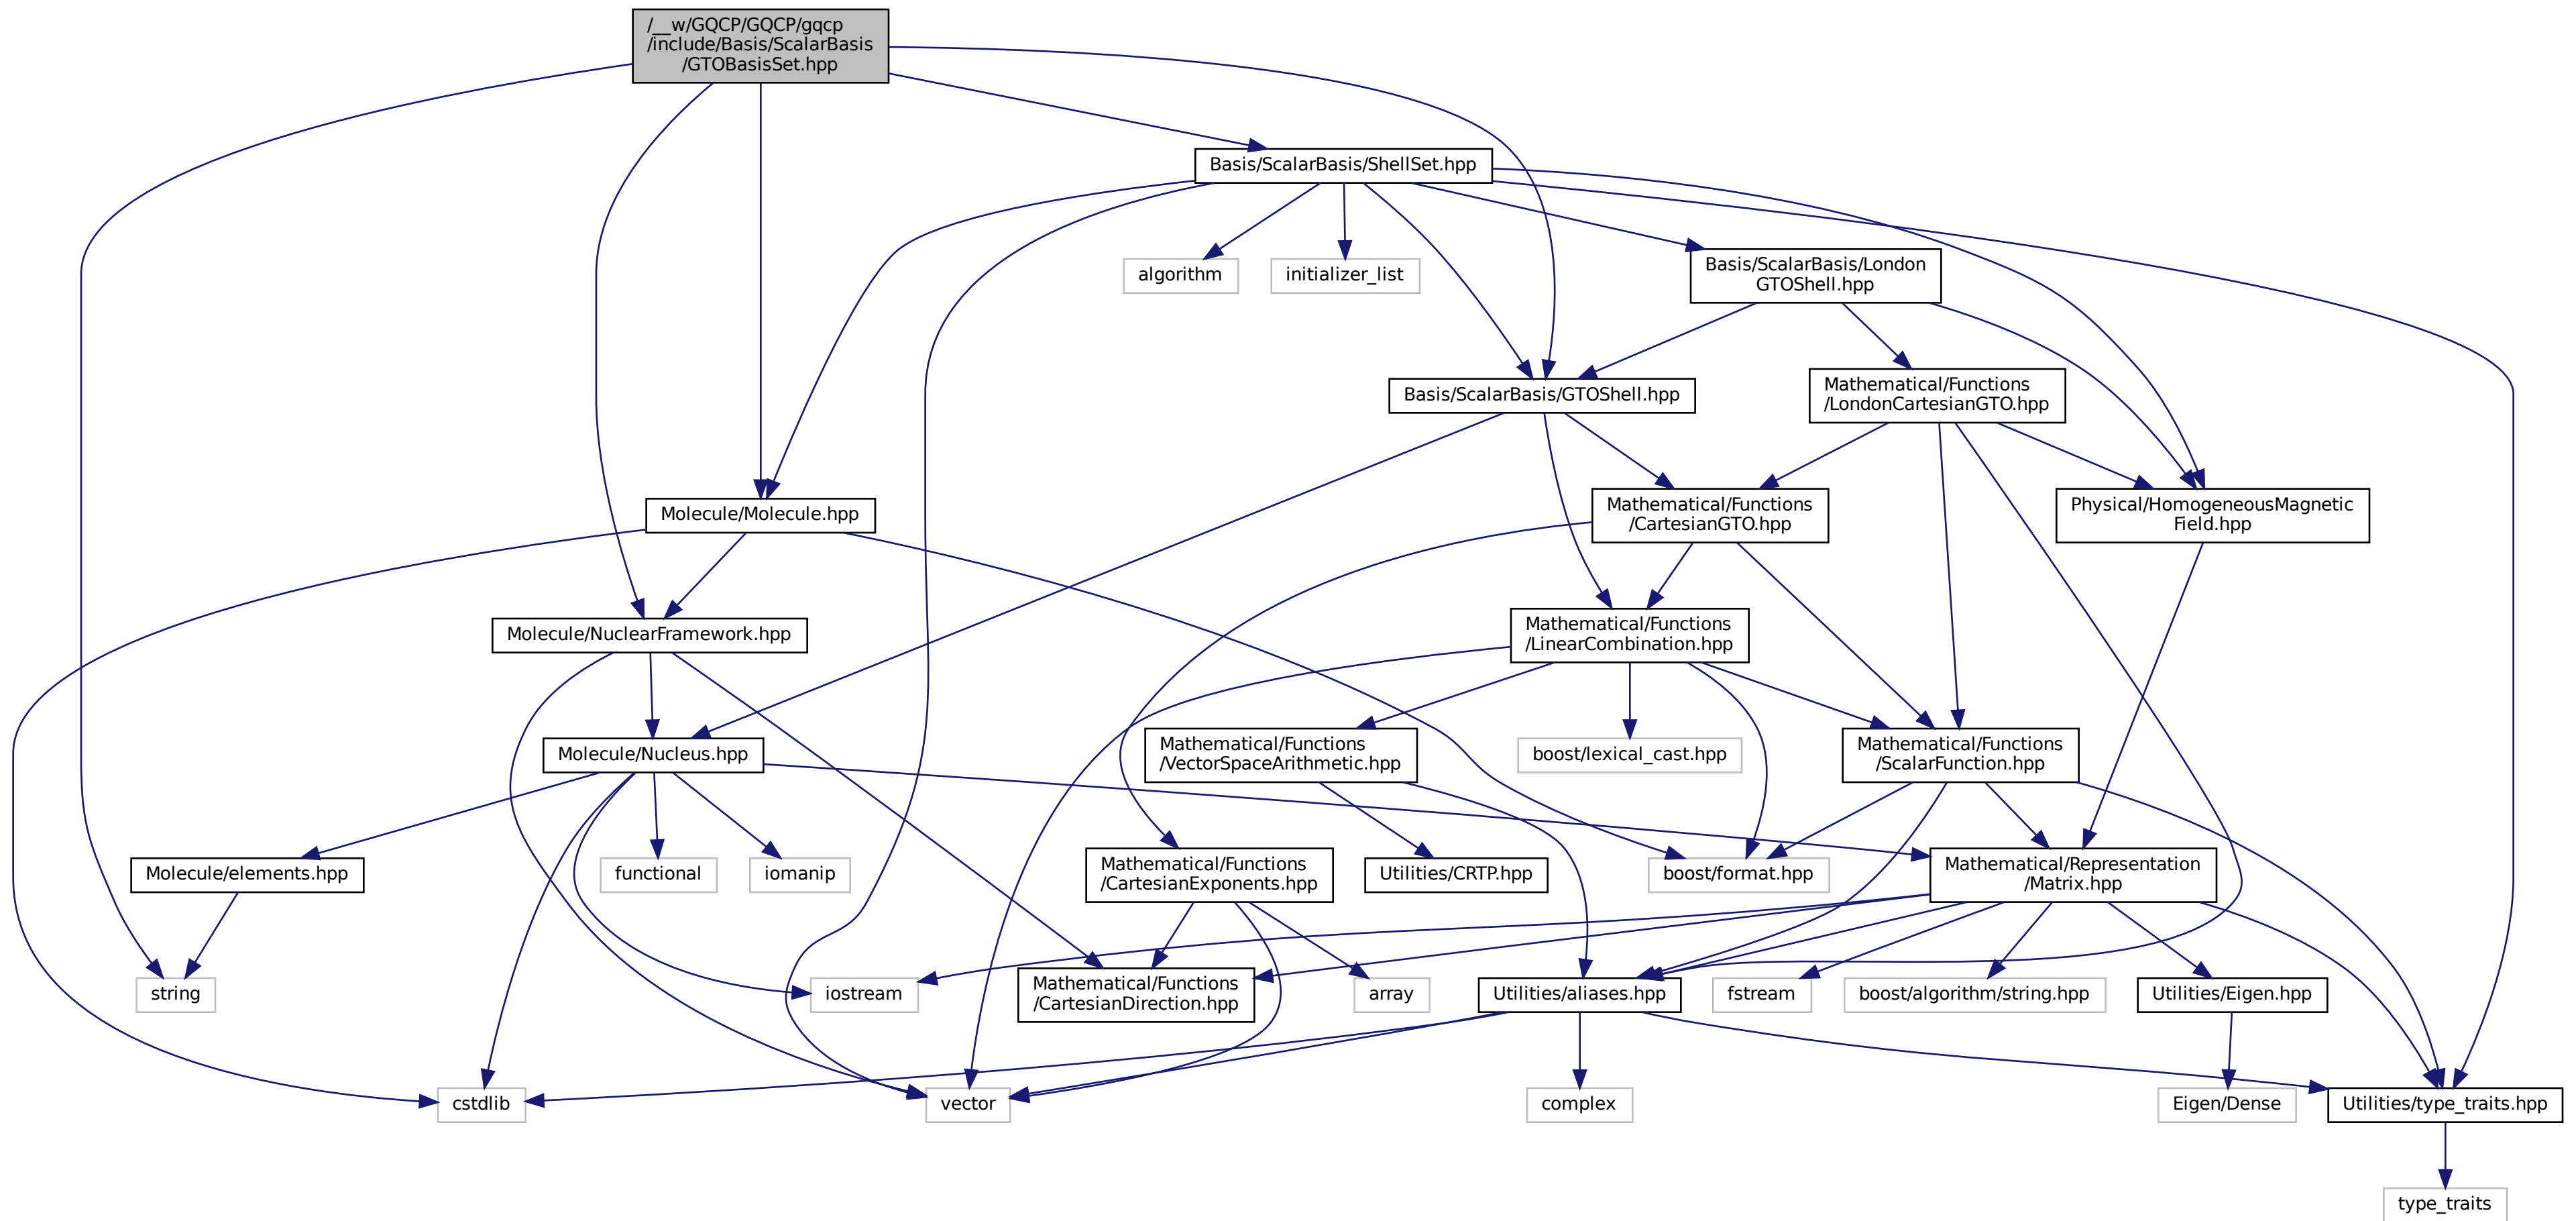 /__w/GQCP/GQCP/gqcp
/include/Basis/ScalarBasis
/GTOBasisSet.hpp
Basis/ScalarBasis/ShellSet.hpp
algorithm
initializer_list
Basis/ScalarBasis/London
GTOShell.hpp
Basis/ScalarBasis/GTOShell.hpp
Mathematical/Functions
/LondonCartesianGTO.hpp
Molecule/Molecule.hpp
Mathematical/Functions
/CartesianGTO.hpp
Physical/HomogeneousMagnetic
Field.hpp
Molecule/NuclearFramework.hpp
Mathematical/Functions
/LinearCombination.hpp
Molecule/Nucleus.hpp
Mathematical/Functions
/VectorSpaceArithmetic.hpp
boost/lexical_cast.hpp
Mathematical/Functions
/ScalarFunction.hpp
Molecule/elements.hpp
functional
iomanip
Mathematical/Functions
/CartesianExponents.hpp
Utilities/CRTP.hpp
boost/format.hpp
Mathematical/Representation
/Matrix.hpp
string
iostream
Mathematical/Functions
/CartesianDirection.hpp
array
Utilities/aliases.hpp
fstream
boost/algorithm/string.hpp
Utilities/Eigen.hpp
cstdlib
vector
complex
Eigen/Dense
Utilities/type_traits.hpp
type_traits